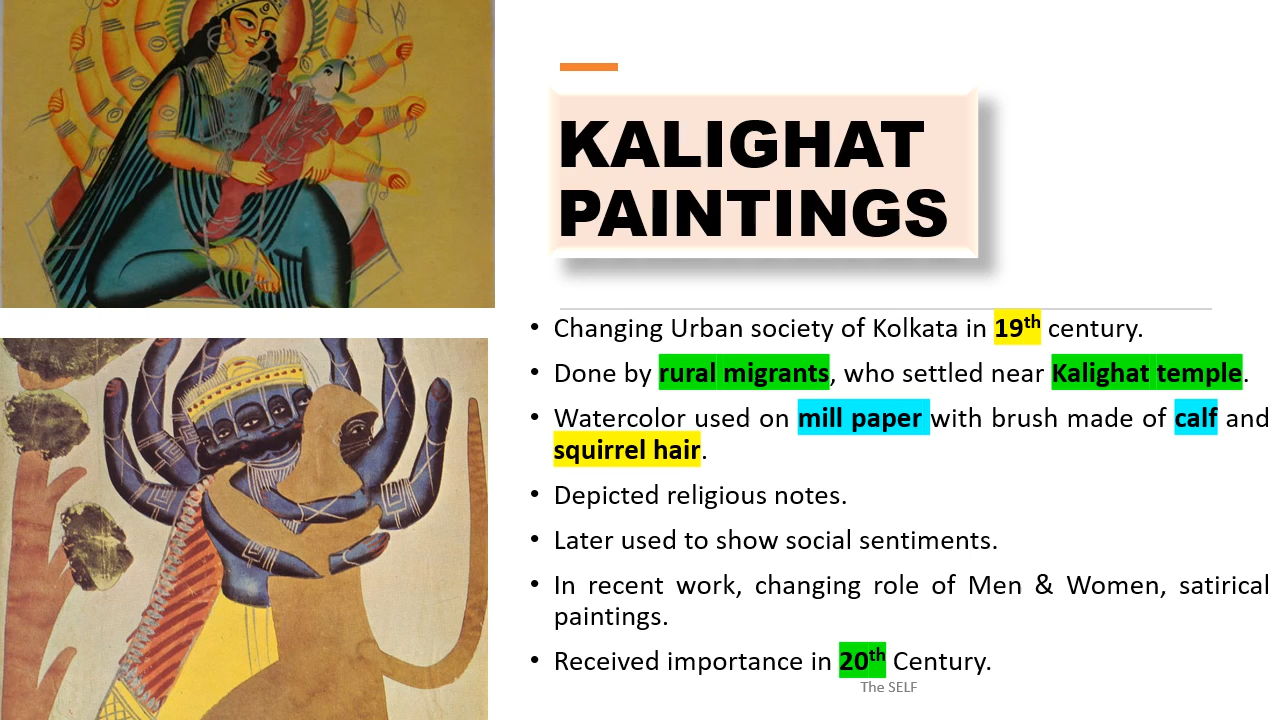 KALIGHAT
PAINTINGS
• Changing Urban society of Kolkata in 19th century.
• Done by rural migrants, who settled near Kalighat temple.
• Watercolor used on mill paper with brush made of calf and
squirrel hair.
• Depicted religious notes.
• Later used to show social sentiments.
• In recent work, changing role of Men & Women, satirical
paintings.
• Received importance in 20th Century.
The SELF